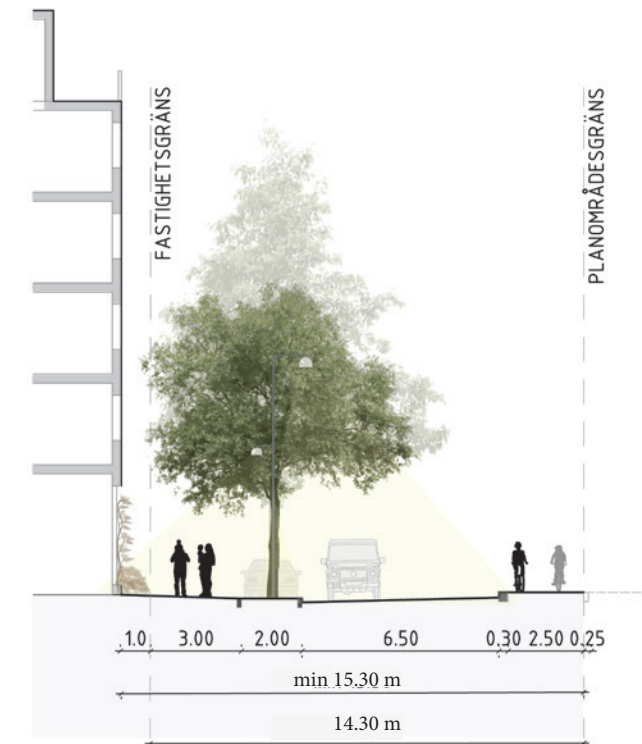 FASTIGHETSGRÄNS
PLANOMRÅDESGRÄNS
1.0 3.00 2.00 6.50 0.30 2.50 0.25
min 15.30 m
14.30 m